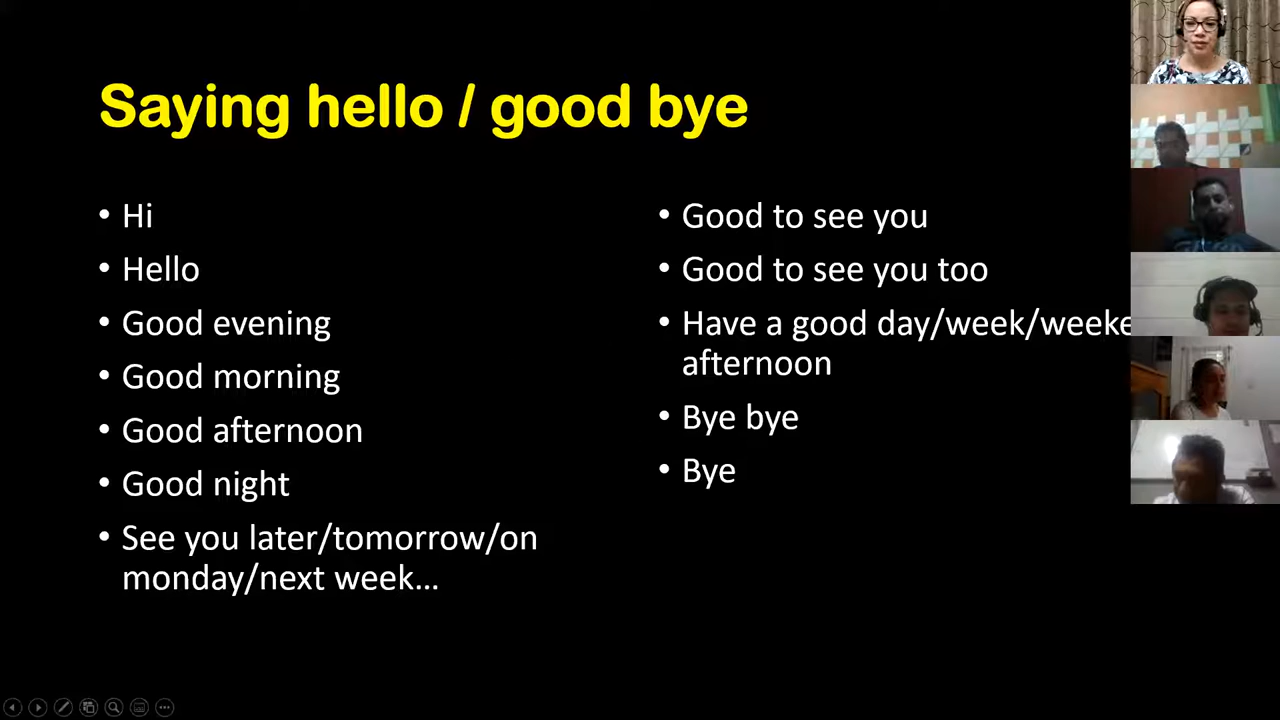 Saying hello / good bye
• Hi
• Hello
• Good evening
• Good morning
• Good afternoon
• Good night
• See you later/tomorrow/on
monday/next week...
• Good to see you
• Good to see you too
• Have a good day/week/weeke
afternoon
• Bye bye
• Bye